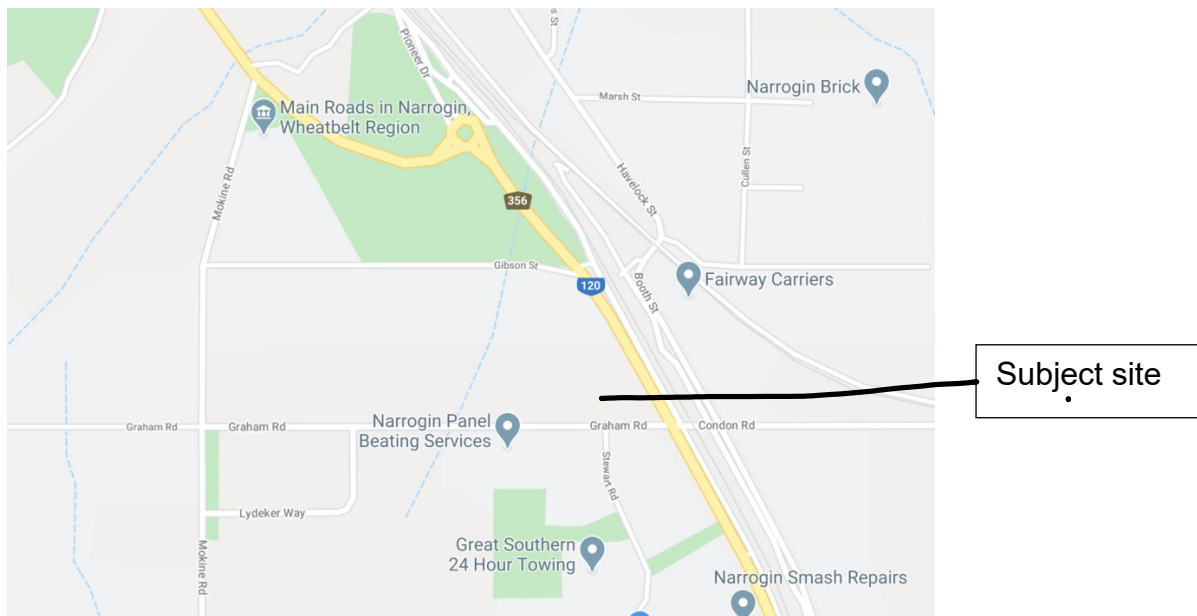 s St
Pioneer Dr
Marsh St
Narrogin Brick
Main Roads in Narrogin,
Wheatbelt Region
Cullen St
Mokine Rd
Havelock St
356
Gibson St
120
Booth St
Fairway Carriers
Subject site
Narrogin Panel
Beating Services
Graham Rd
Graham Rd
Graham Rd
Condon Rd
Stewart Rd
Lydeker Way
Great Southern
24 Hour Towing
Mokine Rd
Narrogin Smash Repairs